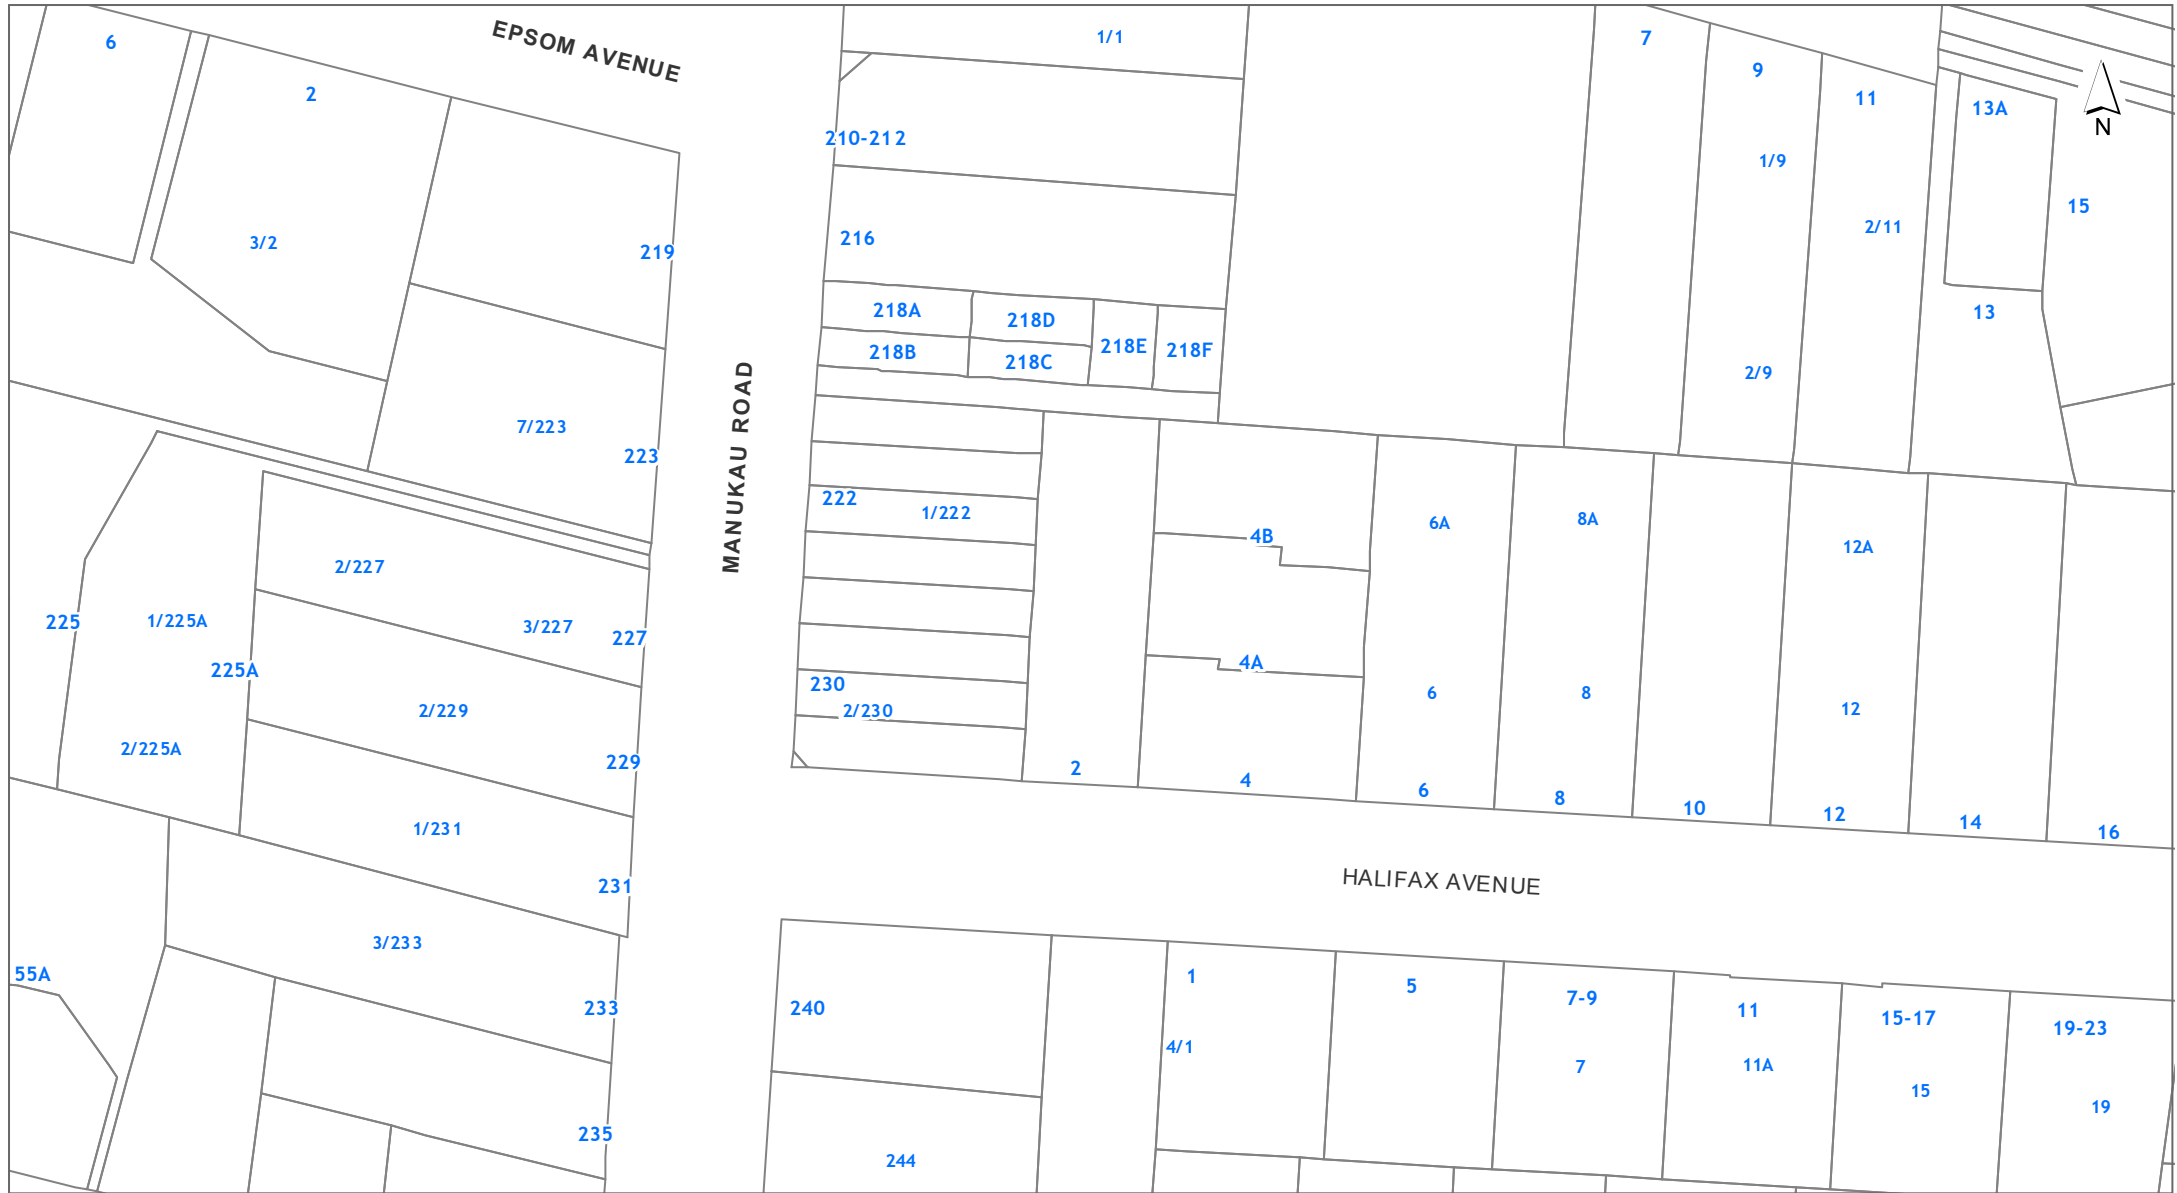 EPSOM AVENUE
6
2
1/1
7
9
11
13A
N
210-212
1/9
15
3/2
219
216
2/11
218A
218D
218E
218F
13
218B
218C
2/9
MANUKAU ROAD
7/223
223
222
1/222
4B
6A
8A
12A
2/227
225
1/225A
3/227
227
225A
4A
230
2/230
6
8
12
2/229
2/225A
229
2
4
6
8
10
12
14
16
1/231
231
HALIFAX AVENUE
3/233
55A
233
240
1
5
7-9
11
15-17
19-23
4/1
7
11A
15
19
235
244